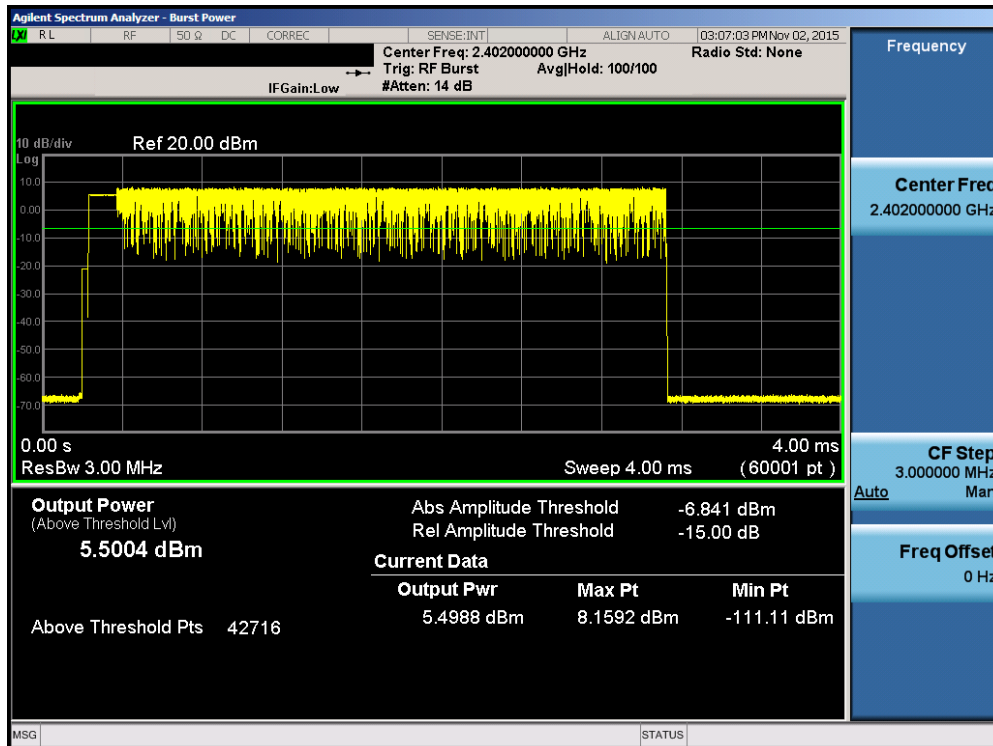 Agilent Spectrum Analyzer - Burst Power
LXI RL RF 50 Ω DC CORREC SENSE:INT ALIGN AUTO 03:07:03 PM Nov 02, 2015
Center Freq: 2.402000000 GHz Radio Std: None
Trig: RF Burst Avg|Hold: 100/100
IFGain:Low #Atten: 14 dB
Frequency
10 dB/div Ref 20.00 dBm
Log
10.0
0.00
-10.0
-20.0
-30.0
-40.0
-50.0
-60.0
-70.0
0.00 s 4.00 ms
ResBw 3.00 MHz Sweep 4.00 ms (60001 pt )
Center Freq
2.402000000 GHz
CF Step
3.000000 MHz
Auto Man
Freq Offset
0 Hz
Output Power
(Above Threshold Lvl)
5.5004 dBm
Above Threshold Pts 42716
Abs Amplitude Threshold -6.841 dBm
Rel Amplitude Threshold -15.00 dB
Current Data
Output Pwr Max Pt Min Pt
5.4988 dBm 8.1592 dBm -111.11 dBm
MSG STATUS